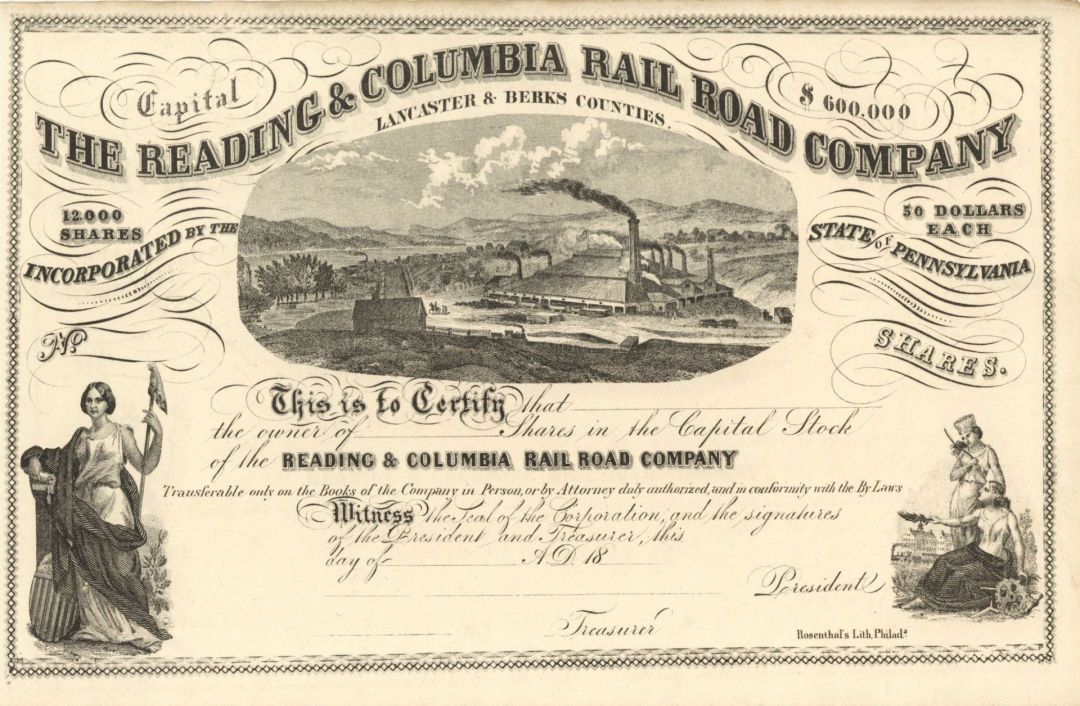 Capital
$ 600.000
THE READING & COLUMBIA RAIL ROAD COMPANY
LANCASTER & BERKS COUNTIES.
12.000
SHARES
50 DOLLARS
EACH
INCORPORATED BY THE
STATE of PENNSYLVANIA
No.
SHARES.
This is to Certify that
the owner of Shares in the Capital Stock
of the READING & COLUMBIA RAIL ROAD COMPANY
Transferable only on the Books of the Company in Person, or by Attorney duly authorized, and in conformity with the By-Laws
Witness the Seal of the Corporation, and the signatures
of the President and Treasurer, this
day of A.D. 18
President
Treasurer
Rosenthal's Lith. Philada.